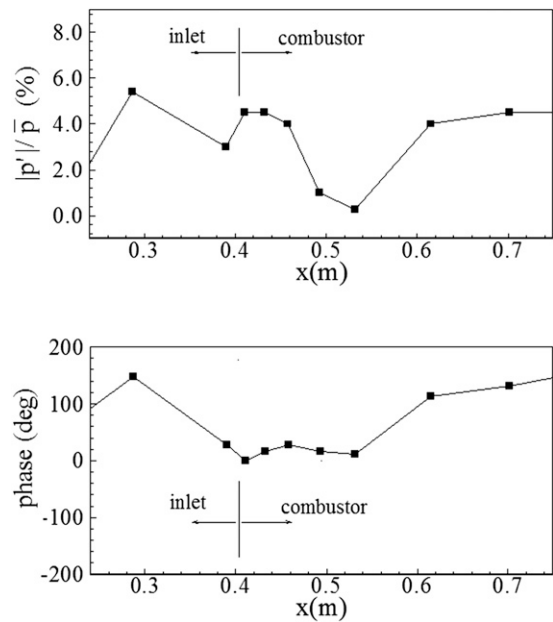 8.0
6.0
4.0
2.0
0.0
|p'|/ p̅ (%)
inlet
combustor
0.3 0.4 0.5 0.6 0.7
x(m)
200
100
0
-100
-200
phase (deg)
inlet
combustor
0.3 0.4 0.5 0.6 0.7
x(m)